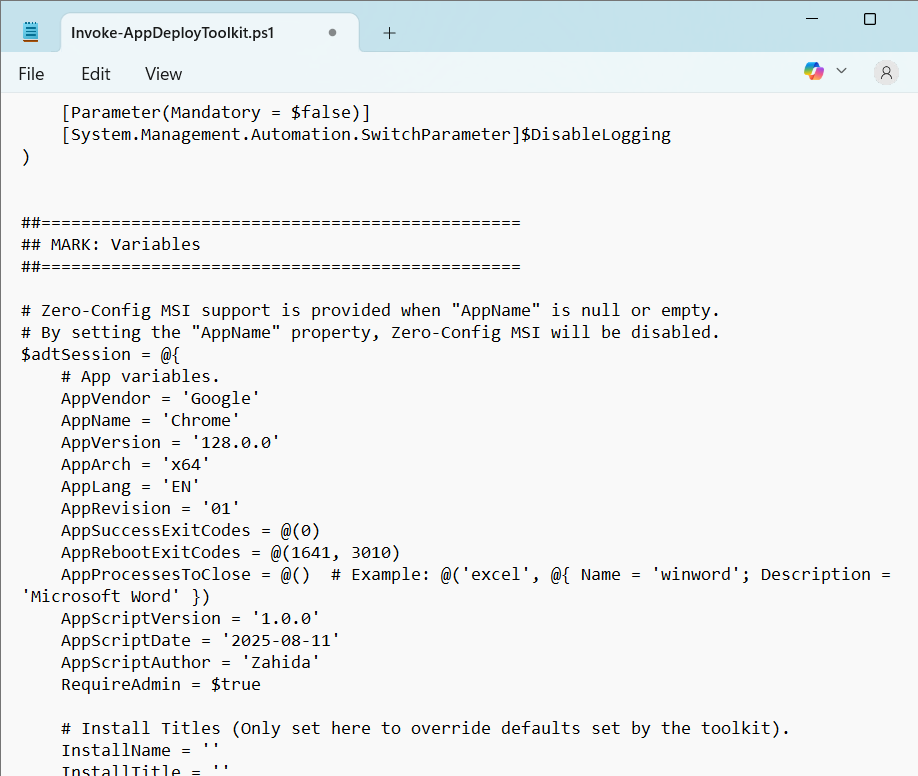 Invoke-AppDeployToolkit.ps1
File Edit View
[Parameter(Mandatory = $false)]
[System.Management.Automation.SwitchParameter]$DisableLogging
)
##================================================
## MARK: Variables
##================================================
# Zero-Config MSI support is provided when "AppName" is null or empty.
# By setting the "AppName" property, Zero-Config MSI will be disabled.
$adtSession = @{
# App variables.
AppVendor = 'Google'
AppName = 'Chrome'
AppVersion = '128.0.0'
AppArch = 'x64'
AppLang = 'EN'
AppRevision = '01'
AppSuccessExitCodes = @(0)
AppRebootExitCodes = @(1641, 3010)
AppProcessesToClose = @()  # Example: @('excel', @{ Name = 'winword'; Description =
'Microsoft Word' })
AppScriptVersion = '1.0.0'
AppScriptDate = '2025-08-11'
AppScriptAuthor = 'Zahida'
RequireAdmin = $true
# Install Titles (Only set here to override defaults set by the toolkit).
InstallName = ''
InstallTitle = ''